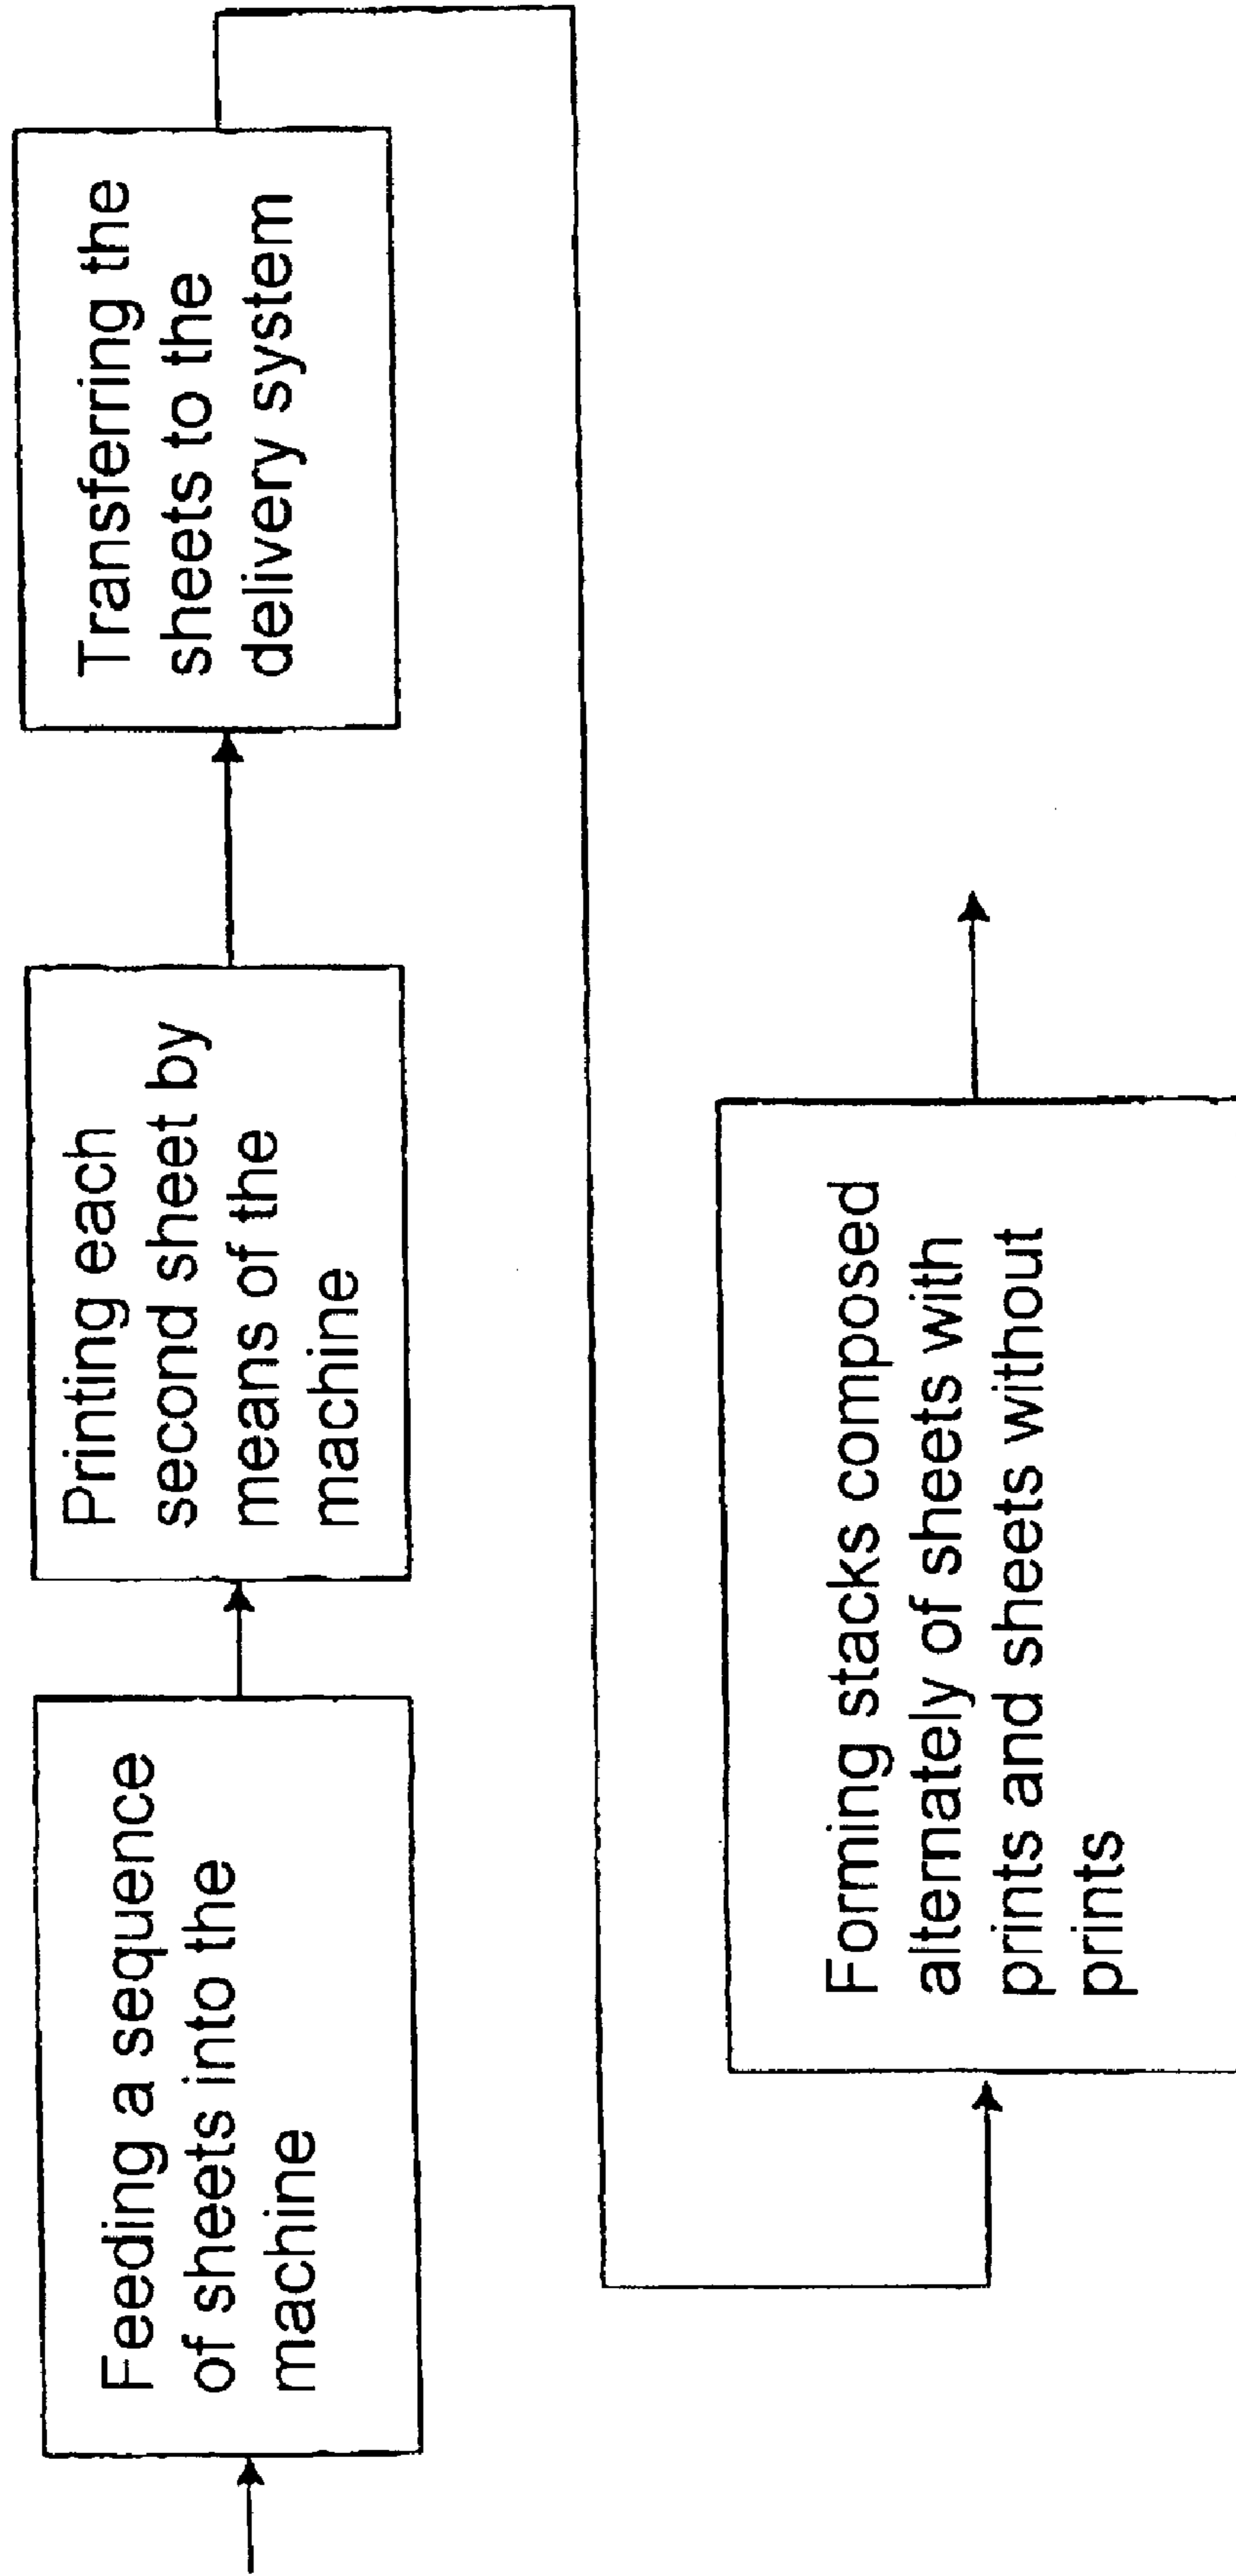 Feeding a sequence
of sheets into the
machine
Printing each
second sheet by
means of the
machine
Transferring the
sheets to the
delivery system
Forming stacks composed
alternately of sheets with
prints and sheets without
prints